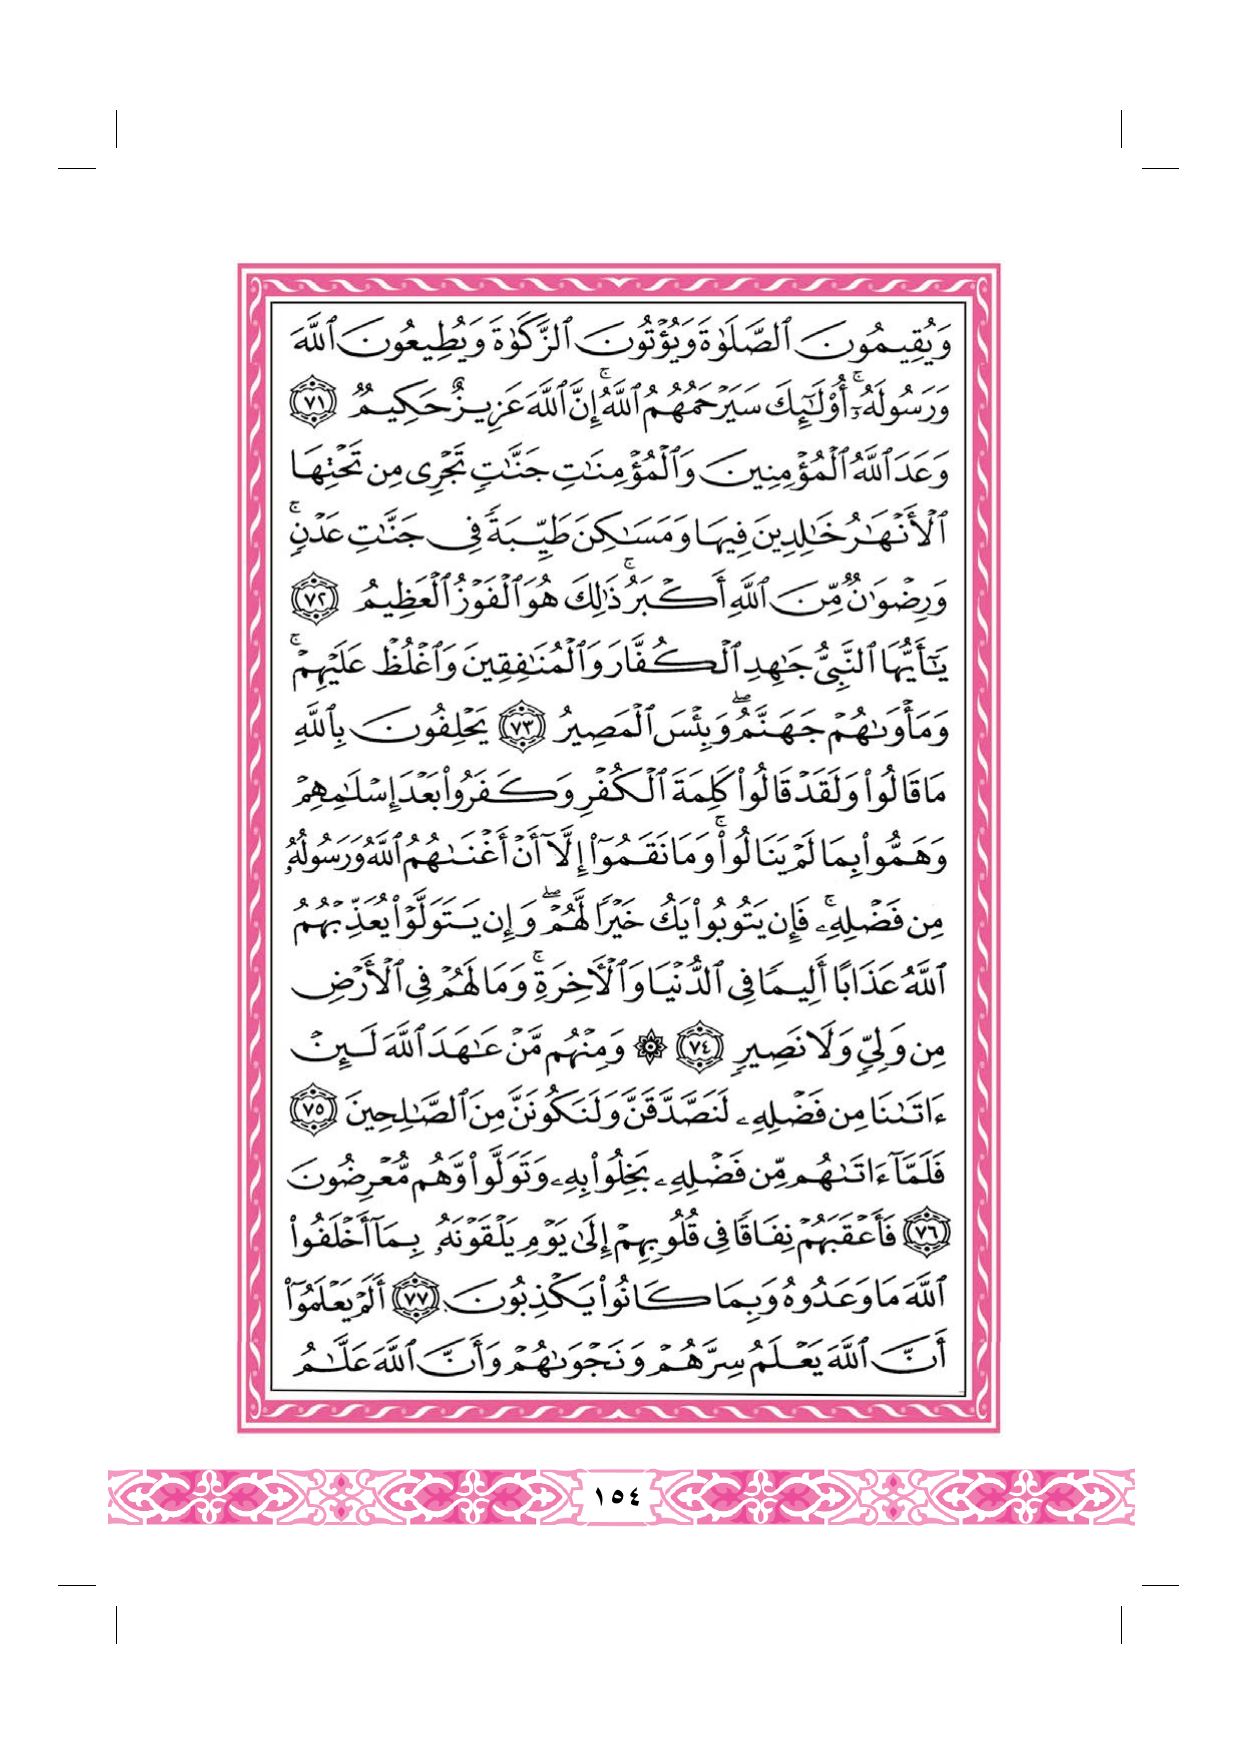 وَيُقِيمُونَ ٱلصَّلَوٰةَ وَيُؤْتُونَ ٱلزَّكَوٰةَ وَيُطِيعُونَ ٱللَّهَ
وَرَسُولَهُۥٓۚ أُوْلَٰٓئِكَ سَيَرْحَمُهُمُ ٱللَّهُۗ إِنَّ ٱللَّهَ عَزِيزٌ حَكِيمٌ ٧١
وَعَدَ ٱللَّهُ ٱلْمُؤْمِنِينَ وَٱلْمُؤْمِنَٰتِ جَنَّٰتٍ تَجْرِى مِن تَحْتِهَا
ٱلْأَنْهَٰرُ خَٰلِدِينَ فِيهَا وَمَسَٰكِنَ طَيِّبَةً فِى جَنَّٰتِ عَدْنٍۚ
وَرِضْوَٰنٌ مِّنَ ٱللَّهِ أَكْبَرُۚ ذَٰلِكَ هُوَ ٱلْفَوْزُ ٱلْعَظِيمُ ٧٢
يَٰٓأَيُّهَا ٱلنَّبِىُّ جَٰهِدِ ٱلْكُفَّارَ وَٱلْمُنَٰفِقِينَ وَٱغْلُظْ عَلَيْهِمْۚ
وَمَأْوَىٰهُمْ جَهَنَّمُۖ وَبِئْسَ ٱلْمَصِيرُ ٧٣ يَحْلِفُونَ بِٱللَّهِ
مَا قَالُوا۟ وَلَقَدْ قَالُوا۟ كَلِمَةَ ٱلْكُفْرِ وَكَفَرُوا۟ بَعْدَ إِسْلَٰمِهِمْ
وَهَمُّوا۟ بِمَا لَمْ يَنَالُوا۟ۚ وَمَا نَقَمُوٓا۟ إِلَّآ أَنْ أَغْنَىٰهُمُ ٱللَّهُ وَرَسُولُهُۥ
مِن فَضْلِهِۦۚ فَإِن يَتُوبُوا۟ يَكُ خَيْرًا لَّهُمْۖ وَإِن يَتَوَلَّوْا۟ يُعَذِّبْهُمُ
ٱللَّهُ عَذَابًا أَلِيمًا فِى ٱلدُّنْيَا وَٱلْءَاخِرَةِۚ وَمَا لَهُمْ فِى ٱلْأَرْضِ
مِن وَلِىٍّ وَلَا نَصِيرٍ ٧٤ ۞ وَمِنْهُم مَّنْ عَٰهَدَ ٱللَّهَ لَئِنْ
ءَاتَىٰنَا مِن فَضْلِهِۦ لَنَصَّدَّقَنَّ وَلَنَكُونَنَّ مِنَ ٱلصَّٰلِحِينَ ٧٥
فَلَمَّآ ءَاتَىٰهُم مِّن فَضْلِهِۦ بَخِلُوا۟ بِهِۦ وَتَوَلَّوا۟ وَّهُم مُّعْرِضُونَ
٧٦ فَأَعْقَبَهُمْ نِفَاقًا فِى قُلُوبِهِمْ إِلَىٰ يَوْمِ يَلْقَوْنَهُۥ بِمَآ أَخْلَفُوا۟
ٱللَّهَ مَا وَعَدُوهُ وَبِمَا كَانُوا۟ يَكْذِبُونَ ٧٧ أَلَمْ يَعْلَمُوٓا۟
أَنَّ ٱللَّهَ يَعْلَمُ سِرَّهُمْ وَنَجْوَىٰهُمْ وَأَنَّ ٱللَّهَ عَلَّٰمُ
١٥٤